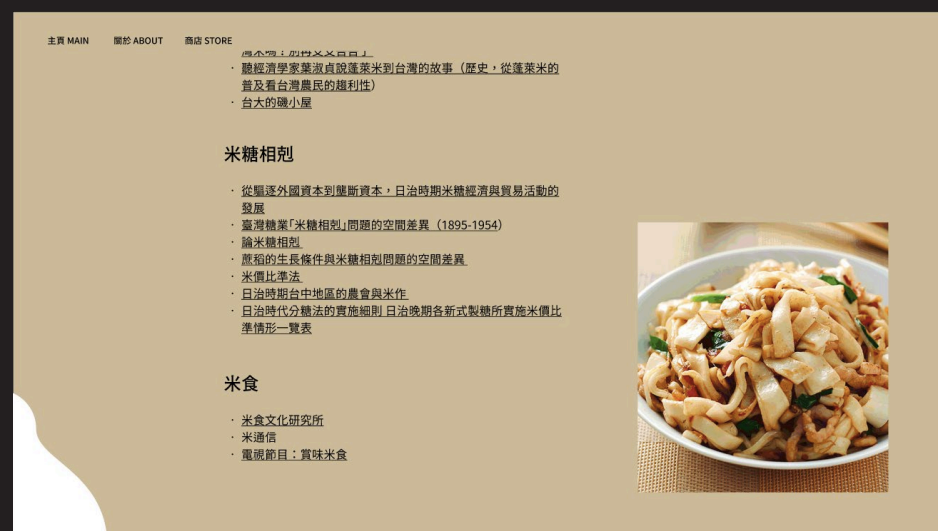 主頁 MAIN 關於 ABOUT 商店 STORE
· 聽經濟學家葉淑貞說蓬萊米到台灣的故事（歷史，從蓬萊米的
普及看台灣農民的趨利性）
· 台大的磯小屋
米糖相剋
· 從驅逐外國資本到壟斷資本，日治時期米糖經濟與貿易活動的
發展
· 臺灣糖業「米糖相剋」問題的空間差異（1895-1954）
· 論米糖相剋
· 蔗稻的生長條件與米糖相剋問題的空間差異
· 米價比準法
· 日治時期台中地區的農會與米作
· 日治時代分糖法的實施細則 日治晚期各新式製糖所實施米價比
準情形一覽表
米食
· 米食文化研究所
· 米通信
· 電視節目：賞味米食